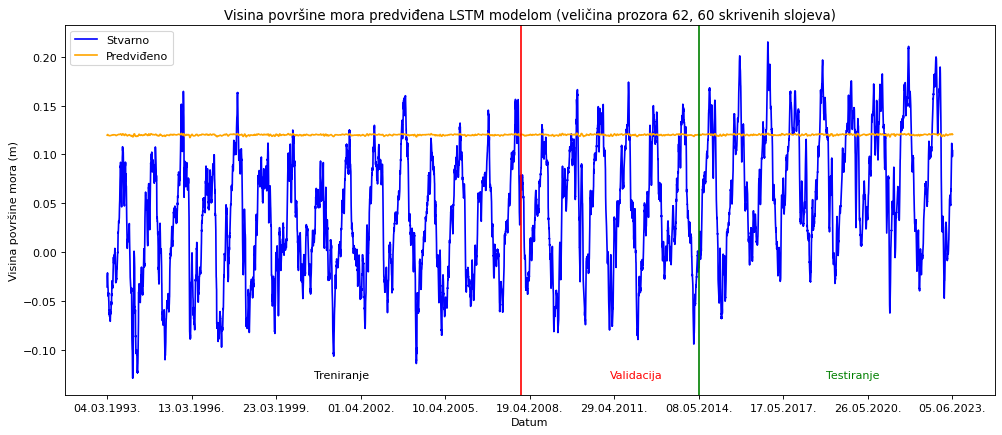 Visina površine mora predviđena LSTM modelom (veličina prozora 62, 60 skrivenih slojeva)
Stvarno
Predviđeno
0.20
0.15
0.10
0.05
0.00
−0.05
−0.10
Visina površine mora (m)
Treniranje
Validacija
Testiranje
04.03.1993.
13.03.1996.
23.03.1999.
01.04.2002.
10.04.2005.
19.04.2008.
29.04.2011.
08.05.2014.
17.05.2017.
26.05.2020.
05.06.2023.
Datum